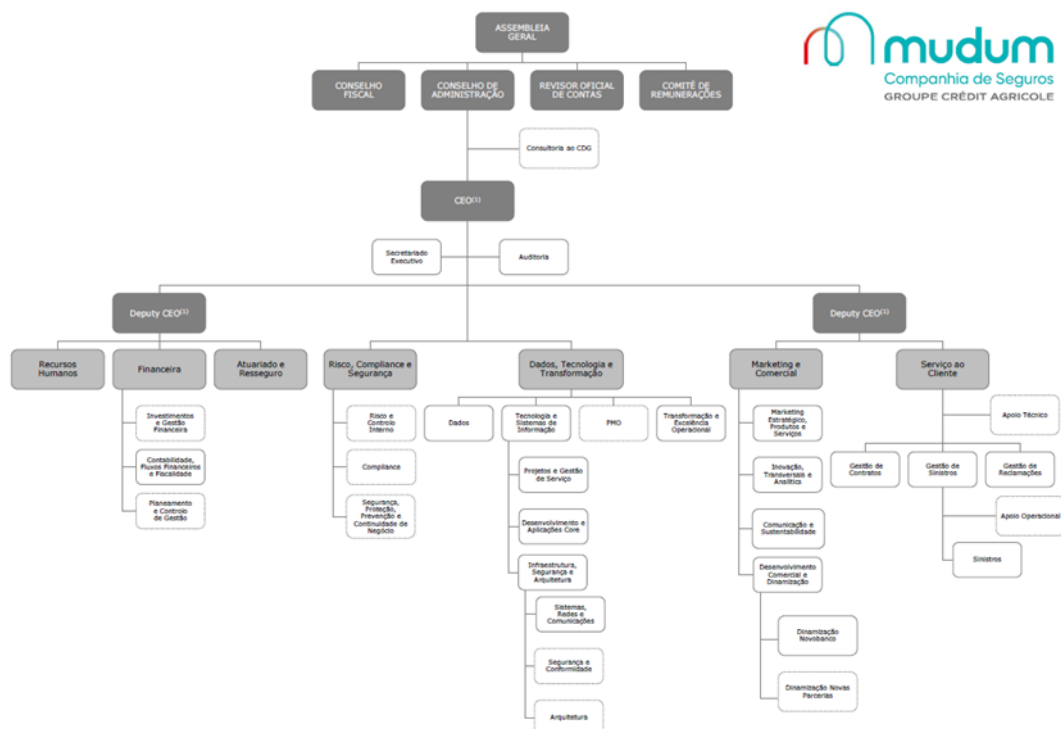 ASSEMBLEIA
GERAL
mudum
Companhia de Seguros
GROUPE CRÉDIT AGRICOLE
CONSELHO
FISCAL
CONSELHO DE
ADMINISTRAÇÃO
REVISOR OFICIAL
DE CONTAS
COMITÉ DE
REMUNERAÇÕES
Consultoria ao CDG
CEO(1)
Secretariado
Executivo
Auditoria
Deputy CEO(1)
Deputy CEO(1)
Recursos
Humanos
Financeira
Atuariado e
Resseguro
Risco, Compliance e
Segurança
Dados, Tecnologia e
Transformação
Marketing e
Comercial
Serviço ao
Cliente
Investimentos
e Gestão
Financeira
Contabilidade,
Fluxos Financeiros
e Fiscalidade
Planeamento
e Controlo
de Gestão
Risco e
Controlo
Interno
Compliance
Segurança,
Proteção,
Prevenção e
Continuidade de
Negócio
Dados
Tecnologia e
Sistemas de
Informação
PMO
Transformação e
Excelência
Operacional
Projetos e Gestão
de Serviço
Desenvolvimento e
Aplicações Core
Infraestrutura,
Segurança e
Arquitetura
Sistemas,
Redes e
Comunicações
Segurança e
Conformidade
Arquitetura
Marketing
Estratégico,
Produtos e
Serviços
Inovação,
Transversais e
Analítica
Comunicação e
Sustentabilidade
Desenvolvimento
Comercial e
Dinamização
Dinamização
Novobanco
Dinamização Novas
Parcerias
Apoio Técnico
Gestão de
Contratos
Gestão de
Sinistros
Gestão de
Reclamações
Apoio Operacional
Sinistros